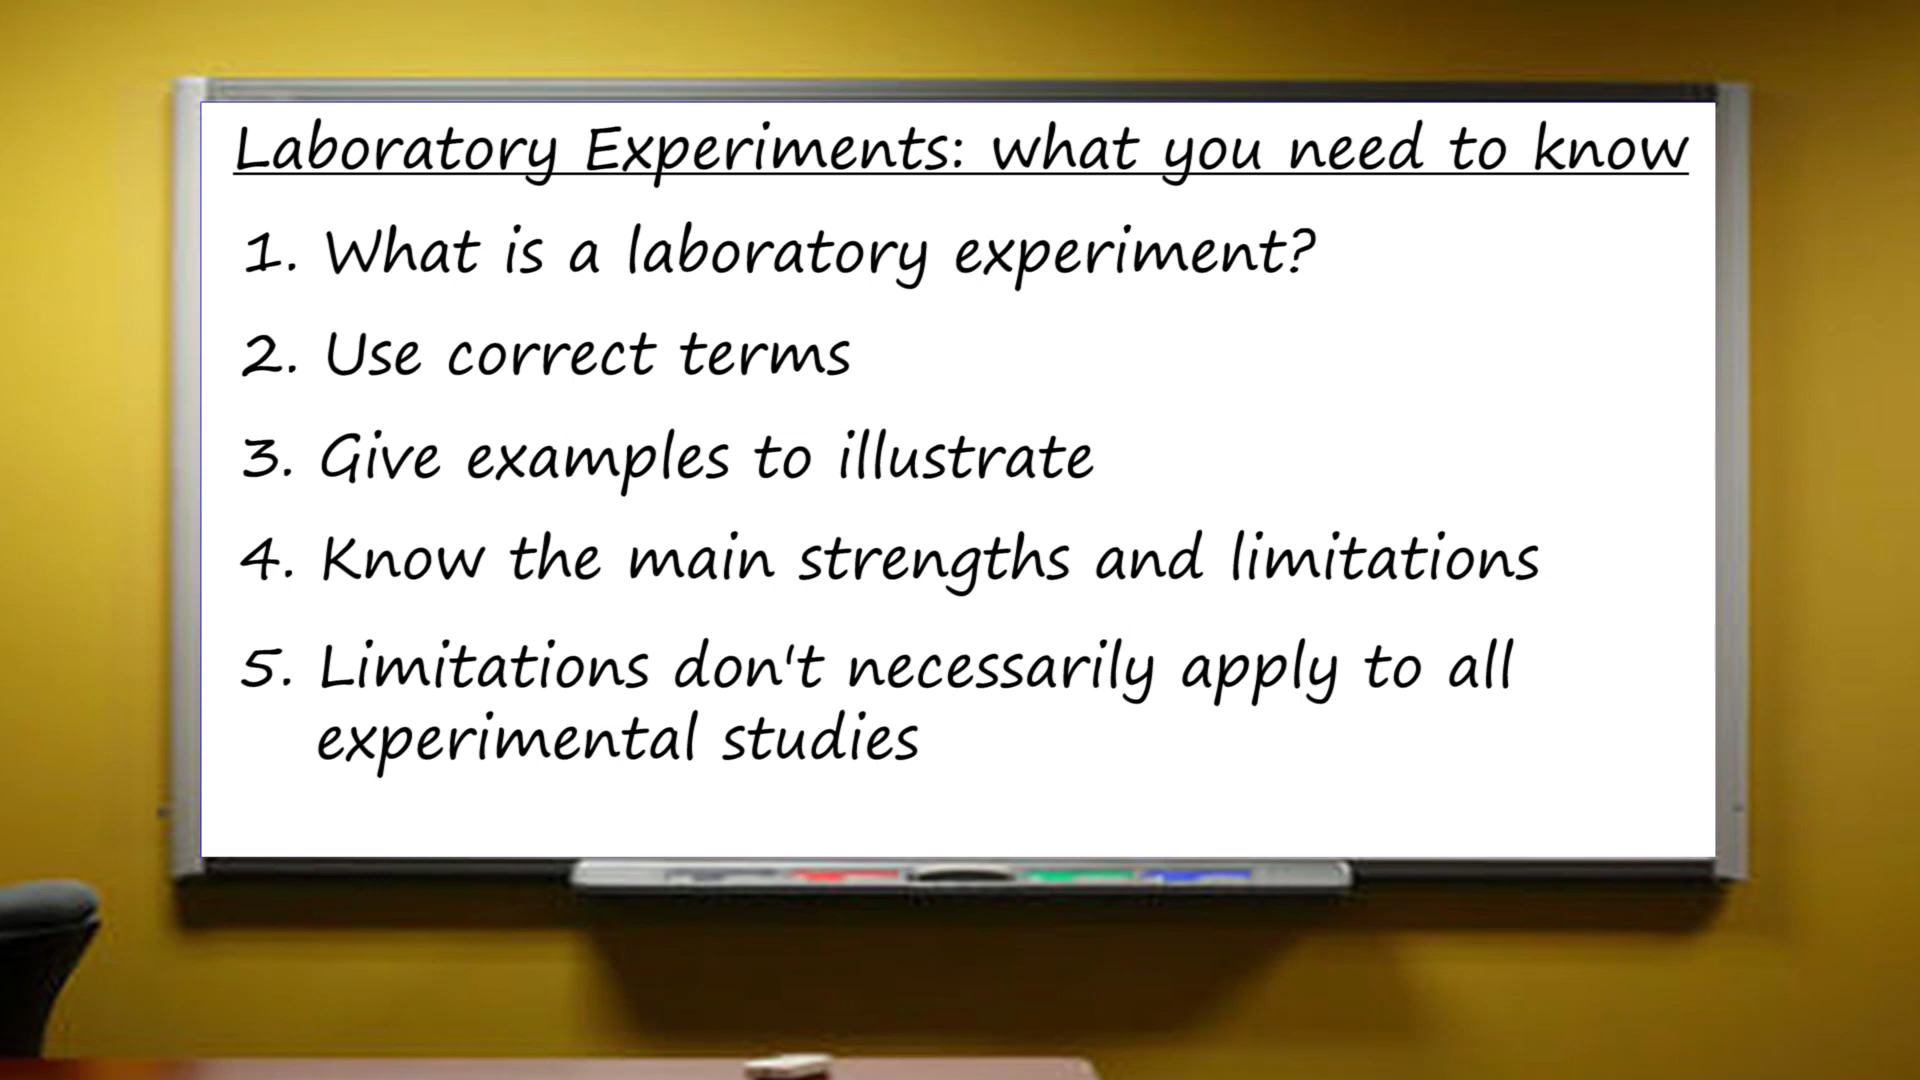 Laboratory Experiments: what you need to know
1. What is a laboratory experiment?
2. Use correct terms
3. Give examples to illustrate
4. Know the main strengths and limitations
5. Limitations don't necessarily apply to all
experimental studies